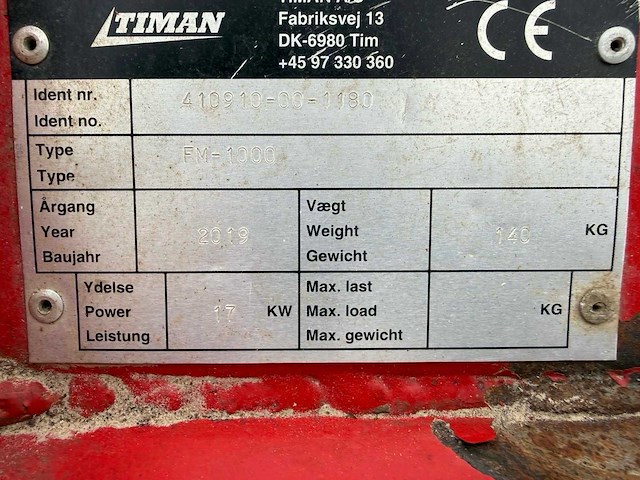 TIMAN
TIMAN A/S
Fabriksvej 13
DK-6980 Tim
+45 97 330 360
CE
Ident nr.
Ident no.
410910-00-1180
Type
Type
FM-1000
Årgang
Year
Baujahr
2019
Vægt
Weight
Gewicht
140
KG
Ydelse
Power
Leistung
17
KW
Max. last
Max. load
Max. gewicht
KG